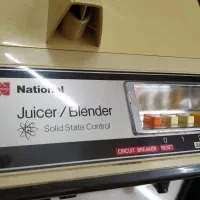 National
Juicer/Blender
Solid State Control
CIRCUIT BREAKER RESET
0 1